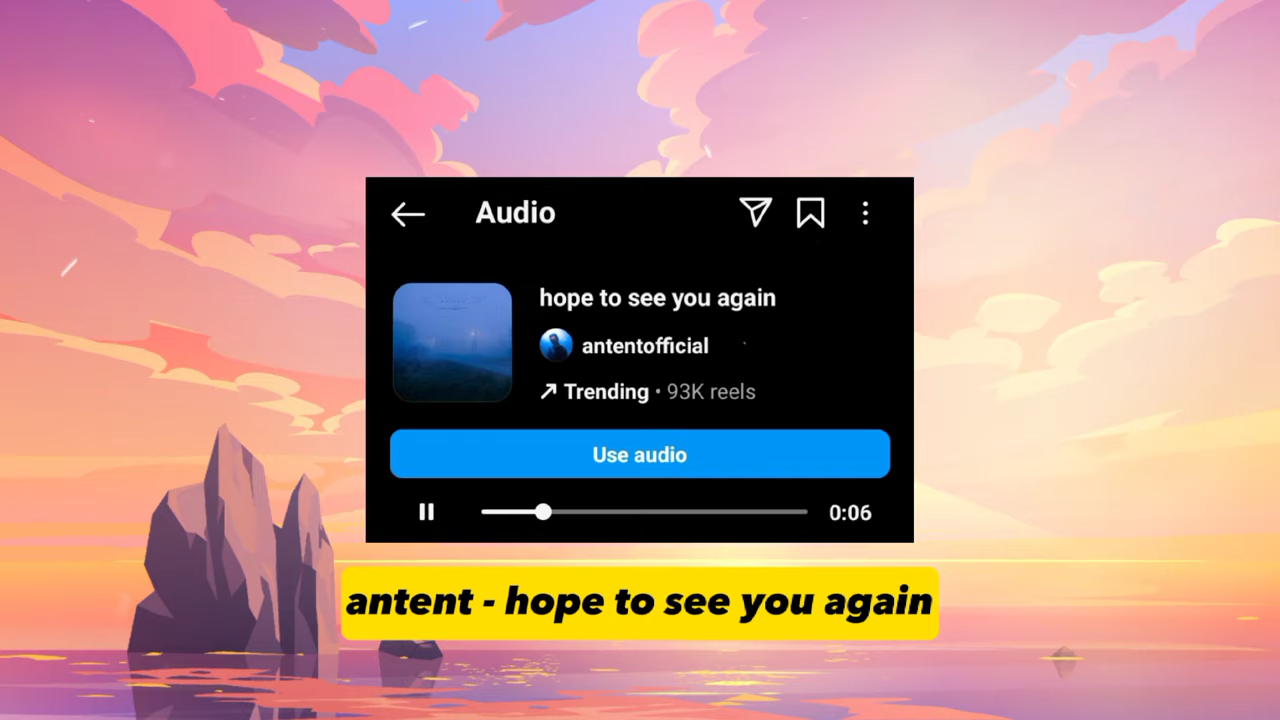 Audio
hope to see you again
antentofficial
Trending • 93K reels
Use audio
0:06
antent - hope to see you again